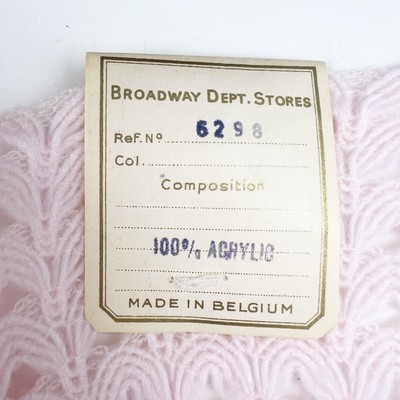 BROADWAY DEPT. STORES
REF. Nº 6298
COL.
Composition
100% ACRYLIC
MADE IN BELGIUM